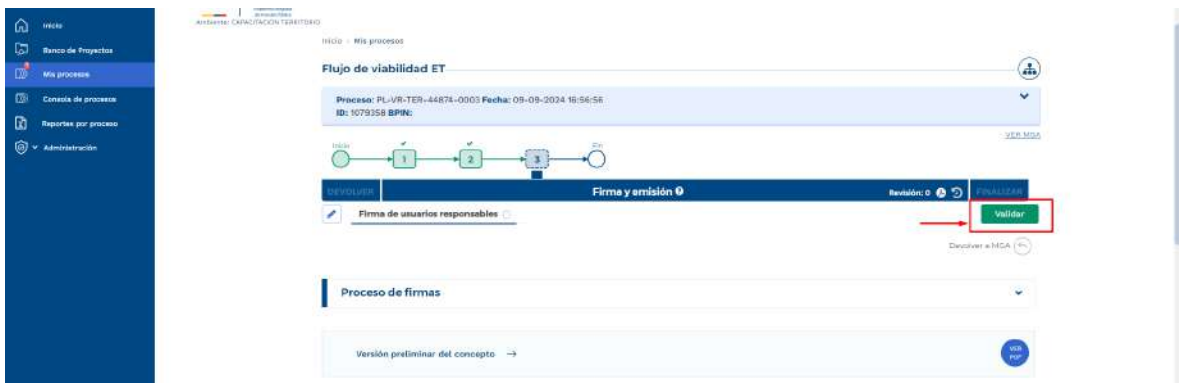 Ambiente: CAPACITACIÓN TERRITORIO
Inicio
Banco de Proyectos
Mis procesos
Consola de procesos
Reportes por proceso
Administración
Inicio > Mis procesos
Flujo de viabilidad ET
Proceso: PL-VR-TER-44874-0003 Fecha: 09-09-2024 16:56:56
ID: 1079358 BPIN:
VER MGA
Inicio 1 2 3 Fin
DEVOLVER Firma y emisión Revisión: 0 FINALIZAR
Firma de usuarios responsables Validar
Devolver a MGA
Proceso de firmas
Versión preliminar del concepto → VER PDF